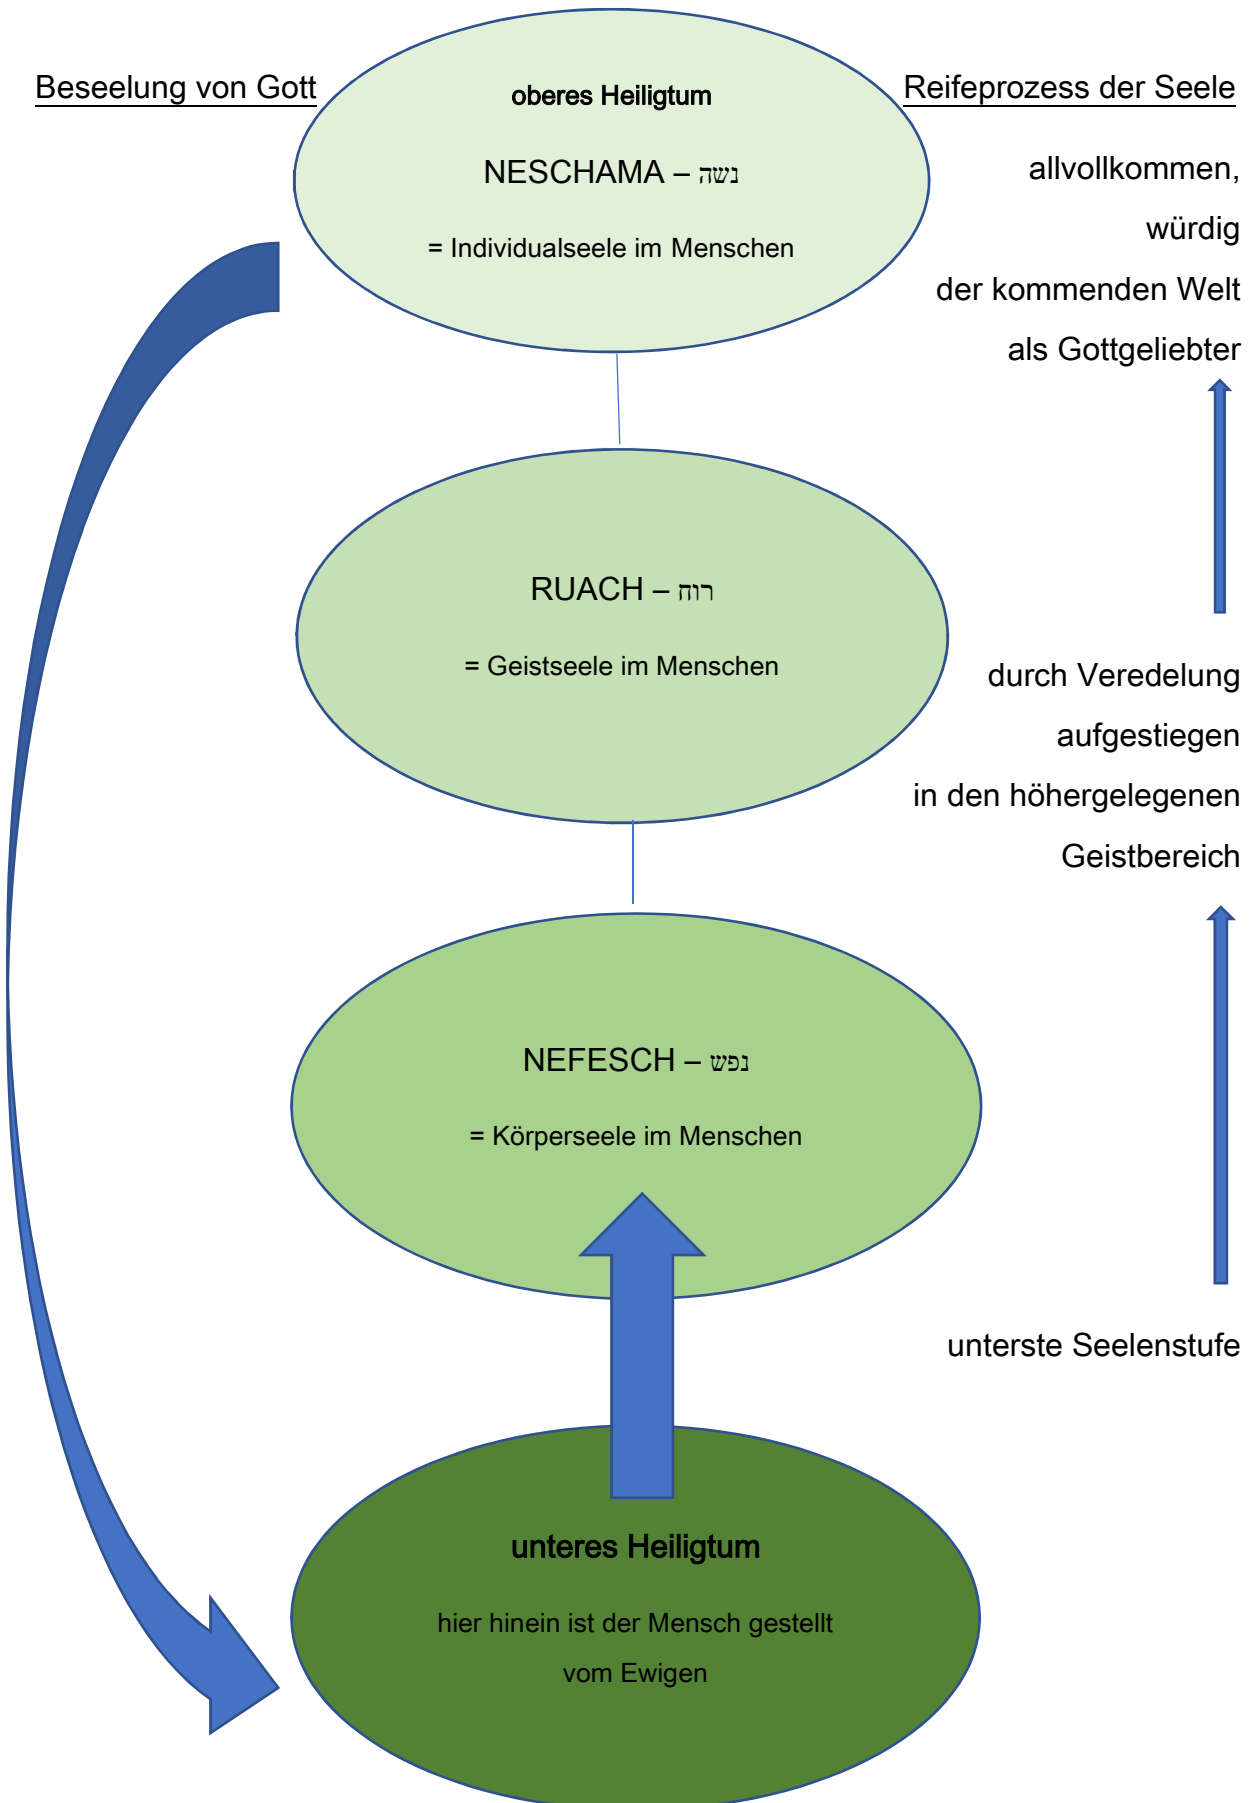 Beseelung von Gott
oberes Heiligtum
NESCHAMA – נשה
= Individualseele im Menschen
Reifeprozess der Seele
allvollkommen,
würdig
der kommenden Welt
als Gottgeliebter
RUACH – רוח
= Geistseele im Menschen
durch Veredelung
aufgestiegen
in den höhergelegenen
Geistbereich
NEFESCH – נפש
= Körperseele im Menschen
unterste Seelenstufe
unteres Heiligtum
hier hinein ist der Mensch gestellt
vom Ewigen